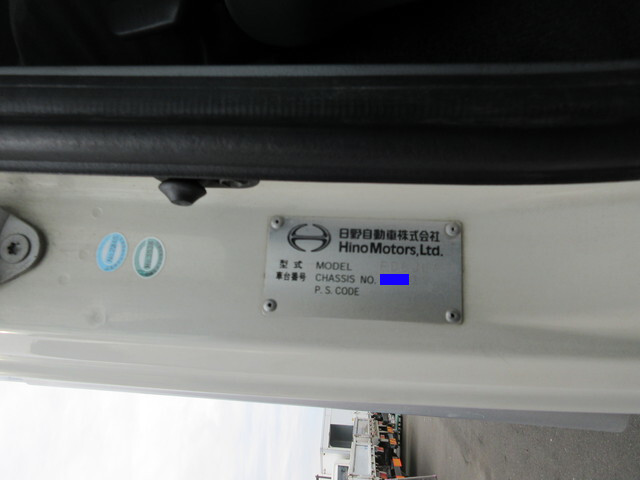 日野自動車株式会社
Hino Motors, Ltd.
型式 MODEL
車台番号 CHASSIS NO.
P. S. CODE